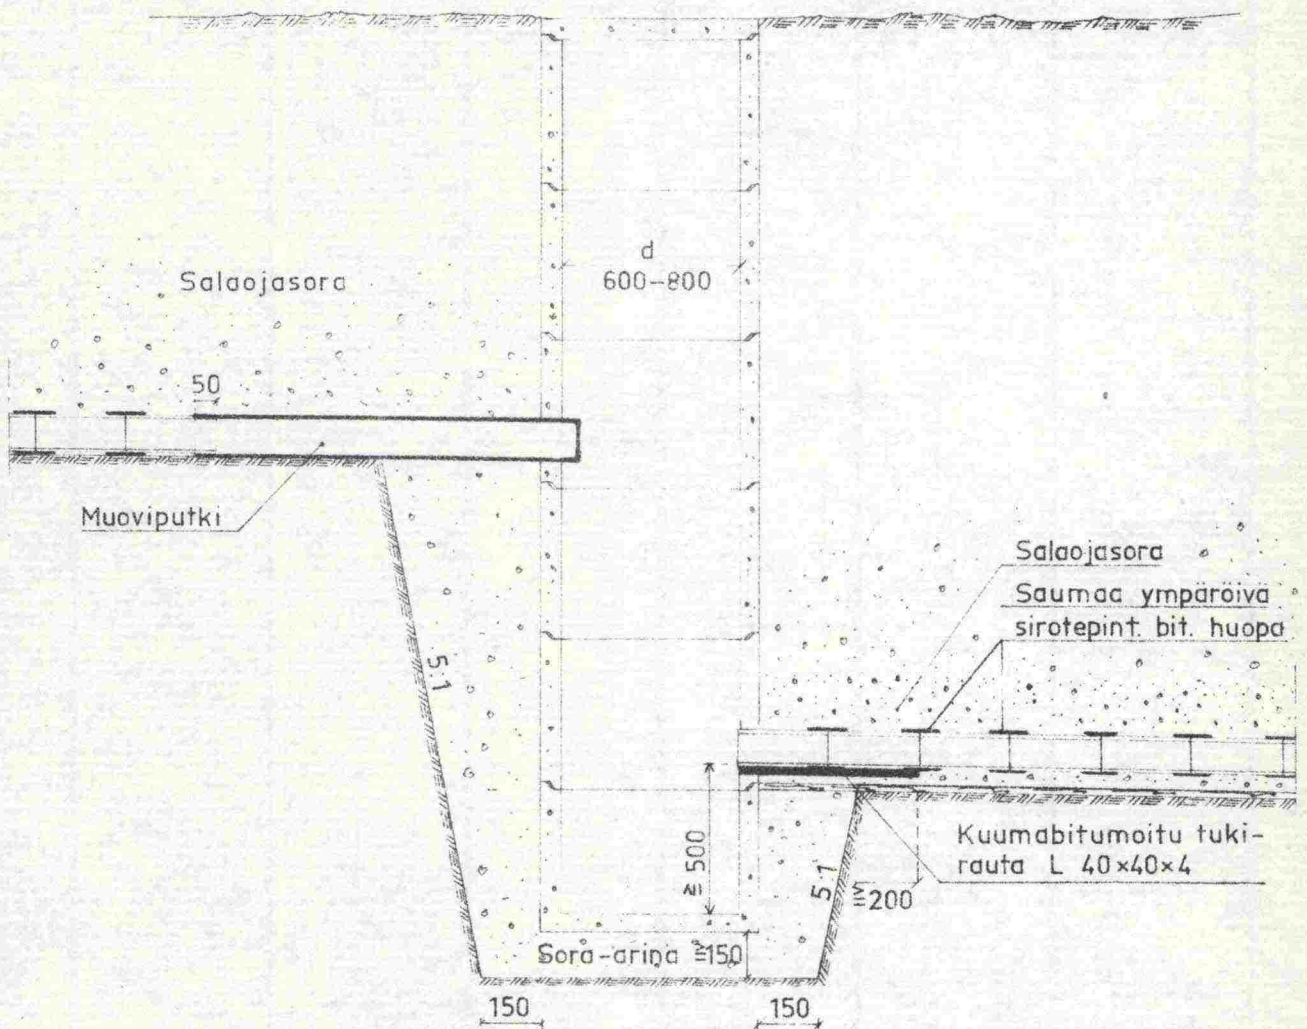 d
600-800
Salaojasora
50
Muoviputki
Salaojasora
Saumaa ympäröivä
sirotepint. bit. huopa
5:1
≧ 500
5:1
Kuumabitumoitu tuki-
rauta L 40×40×4
≧200
Sora-arina ≧150
150
150